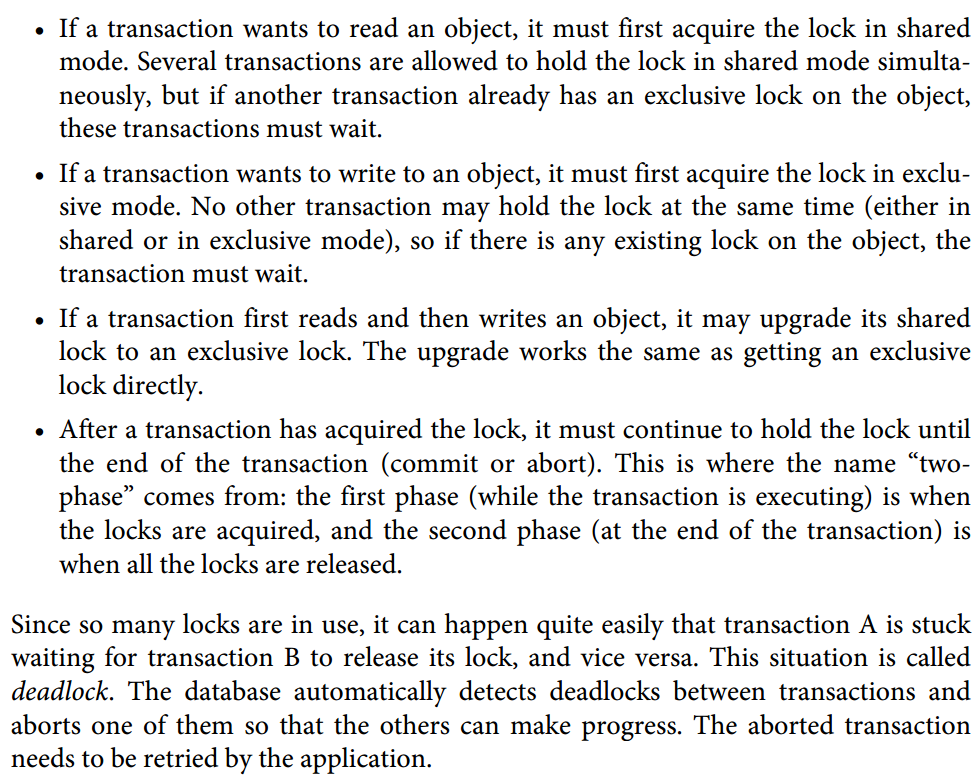 • If a transaction wants to read an object, it must first acquire the lock in shared
mode. Several transactions are allowed to hold the lock in shared mode simulta-
neously, but if another transaction already has an exclusive lock on the object,
these transactions must wait.
• If a transaction wants to write to an object, it must first acquire the lock in exclu-
sive mode. No other transaction may hold the lock at the same time (either in
shared or in exclusive mode), so if there is any existing lock on the object, the
transaction must wait.
• If a transaction first reads and then writes an object, it may upgrade its shared
lock to an exclusive lock. The upgrade works the same as getting an exclusive
lock directly.
• After a transaction has acquired the lock, it must continue to hold the lock until
the end of the transaction (commit or abort). This is where the name “two-
phase” comes from: the first phase (while the transaction is executing) is when
the locks are acquired, and the second phase (at the end of the transaction) is
when all the locks are released.
Since so many locks are in use, it can happen quite easily that transaction A is stuck
waiting for transaction B to release its lock, and vice versa. This situation is called
deadlock. The database automatically detects deadlocks between transactions and
aborts one of them so that the others can make progress. The aborted transaction
needs to be retried by the application.